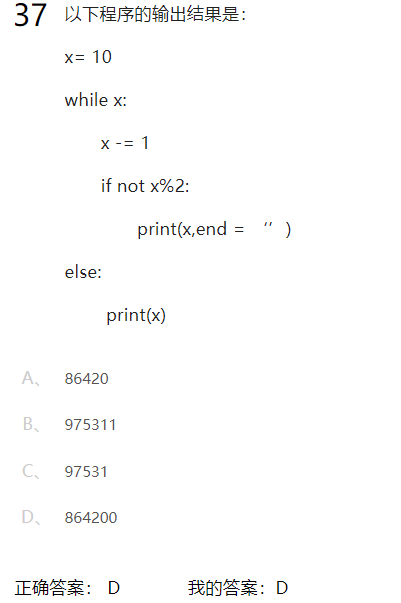 37 以下程序的输出结果是：
x= 10
while x:
x -= 1
if not x%2:
print(x,end = ‘’ )
else:
print(x)
A、 86420
B、 975311
C、 97531
D、 864200
正确答案： D 我的答案：D